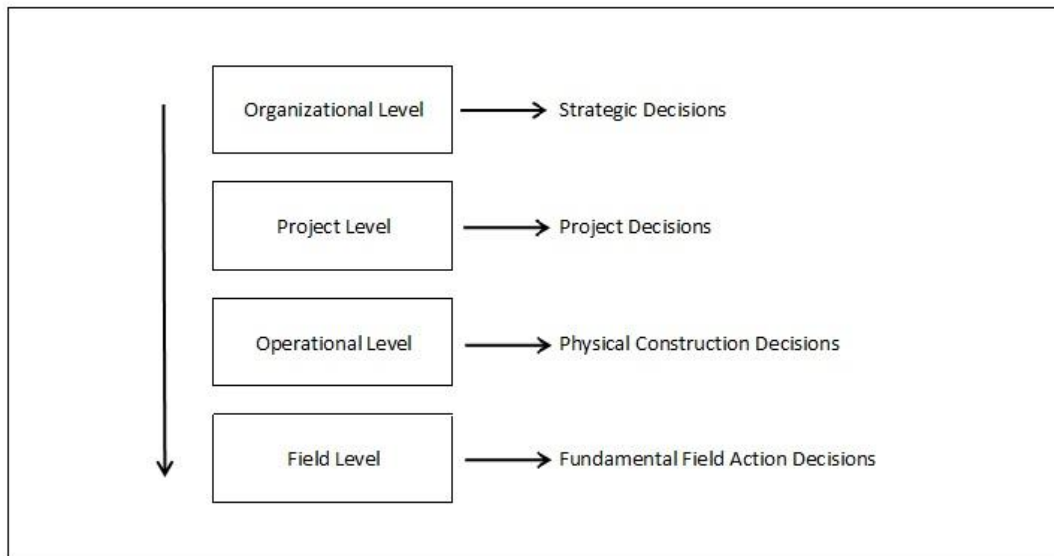 Organizational Level
Strategic Decisions
Project Level
Project Decisions
Operational Level
Physical Construction Decisions
Field Level
Fundamental Field Action Decisions